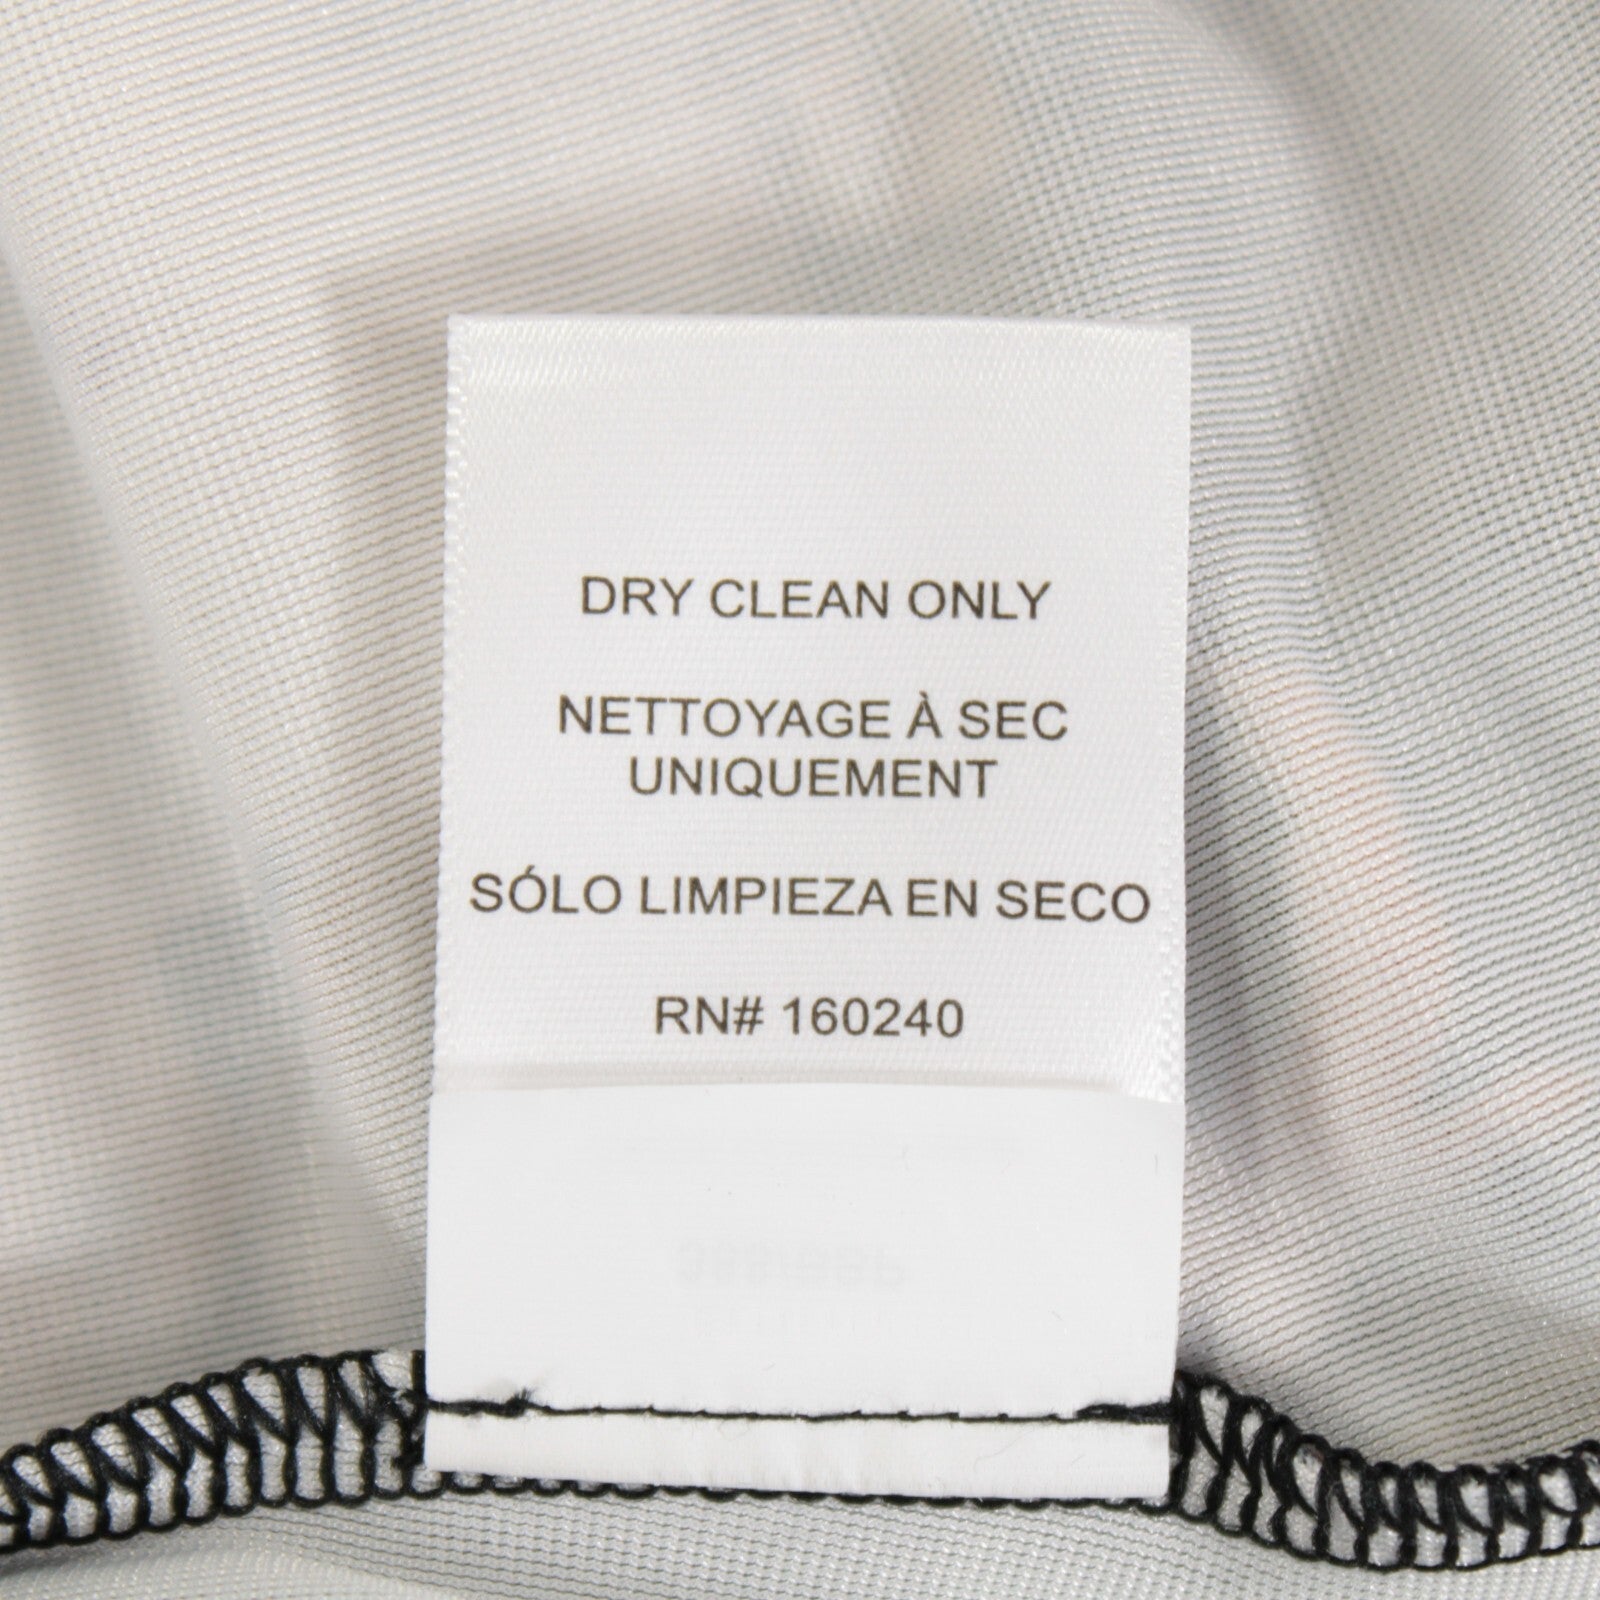 DRY CLEAN ONLY
NETTOYAGE À SEC
UNIQUEMENT
SÓLO LIMPIEZA EN SECO
RN# 160240